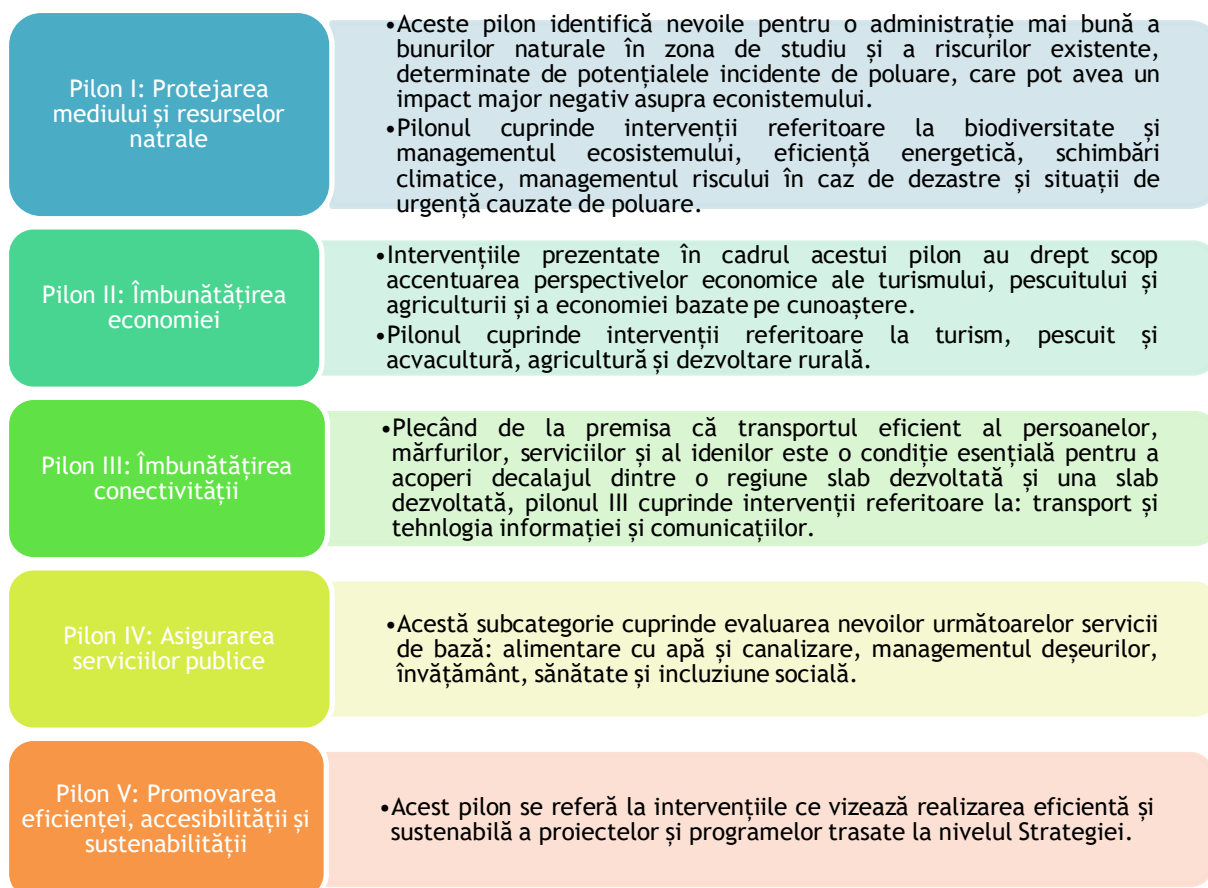 Pilon I: Protejarea
mediului și resurselor
natrale
•Aceste pilon identifică nevoile pentru o administrație mai bună a
bunurilor naturale în zona de studiu și a riscurilor existente,
determinate de potențialele incidente de poluare, care pot avea un
impact major negativ asupra econistemului.
•Pilonul cuprinde intervenții referitoare la biodiversitate și
managementul ecosistemului, eficiență energetică, schimbări
climatice, managementul riscului în caz de dezastre și situații de
urgență cauzate de poluare.
Pilon II: Îmbunătățirea
economiei
•Intervențiile prezentate în cadrul acestui pilon au drept scop
accentuarea perspectivelor economice ale turismului, pescuitului și
agriculturii și a economiei bazate pe cunoaștere.
•Pilonul cuprinde intervenții referitoare la turism, pescuit și
acvacultură, agricultură și dezvoltare rurală.
Pilon III: Îmbunătățirea
conectivității
•Plecând de la premisa că transportul eficient al persoanelor,
mărfurilor, serviciilor și al idenilor este o condiție esențială pentru a
acoperi decalajul dintre o regiune slab dezvoltată și una slab
dezvoltată, pilonul III cuprinde intervenții referitoare la: transport și
tehnlogia informației și comunicațiilor.
Pilon IV: Asigurarea
serviciilor publice
•Acestă subcategorie cuprinde evaluarea nevoilor următoarelor servicii
de bază: alimentare cu apă și canalizare, managementul deșeurilor,
învățământ, sănătate și incluziune socială.
Pilon V: Promovarea
eficienței, accesibilității și
sustenabilității
•Acest pilon se referă la intervențiile ce vizează realizarea eficientă și
sustenabilă a proiectelor și programelor trasate la nivelul Strategiei.